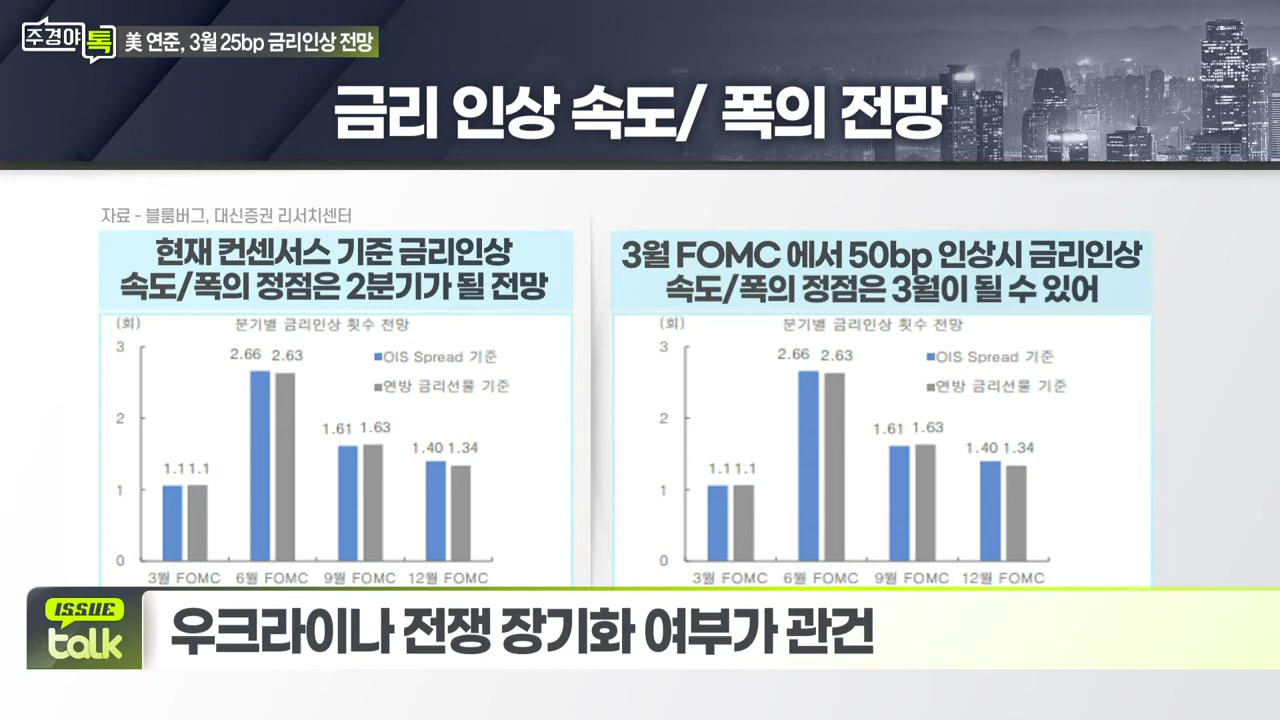 주경야톡
美 연준, 3월 25bp 금리인상 전망
금리 인상 속도/ 폭의 전망
자료 - 블룸버그, 대신증권 리서치센터
현재 컨센서스 기준 금리인상
속도/폭의 정점은 2분기가 될 전망
(회) 분기별 금리인상 횟수 전망
3
2
1
0
OIS Spread 기준
연방 금리선물 기준
2.66 2.63
1.61 1.63
1.40 1.34
1.1 1.1
3월 FOMC 6월 FOMC 9월 FOMC 12월 FOMC
3월 FOMC 에서 50bp 인상시 금리인상
속도/폭의 정점은 3월이 될 수 있어
(회) 분기별 금리인상 횟수 전망
3
2
1
0
OIS Spread 기준
연방 금리선물 기준
2.66 2.63
1.61 1.63
1.40 1.34
1.1 1.1
3월 FOMC 6월 FOMC 9월 FOMC 12월 FOMC
ISSUE
talk
우크라이나 전쟁 장기화 여부가 관건